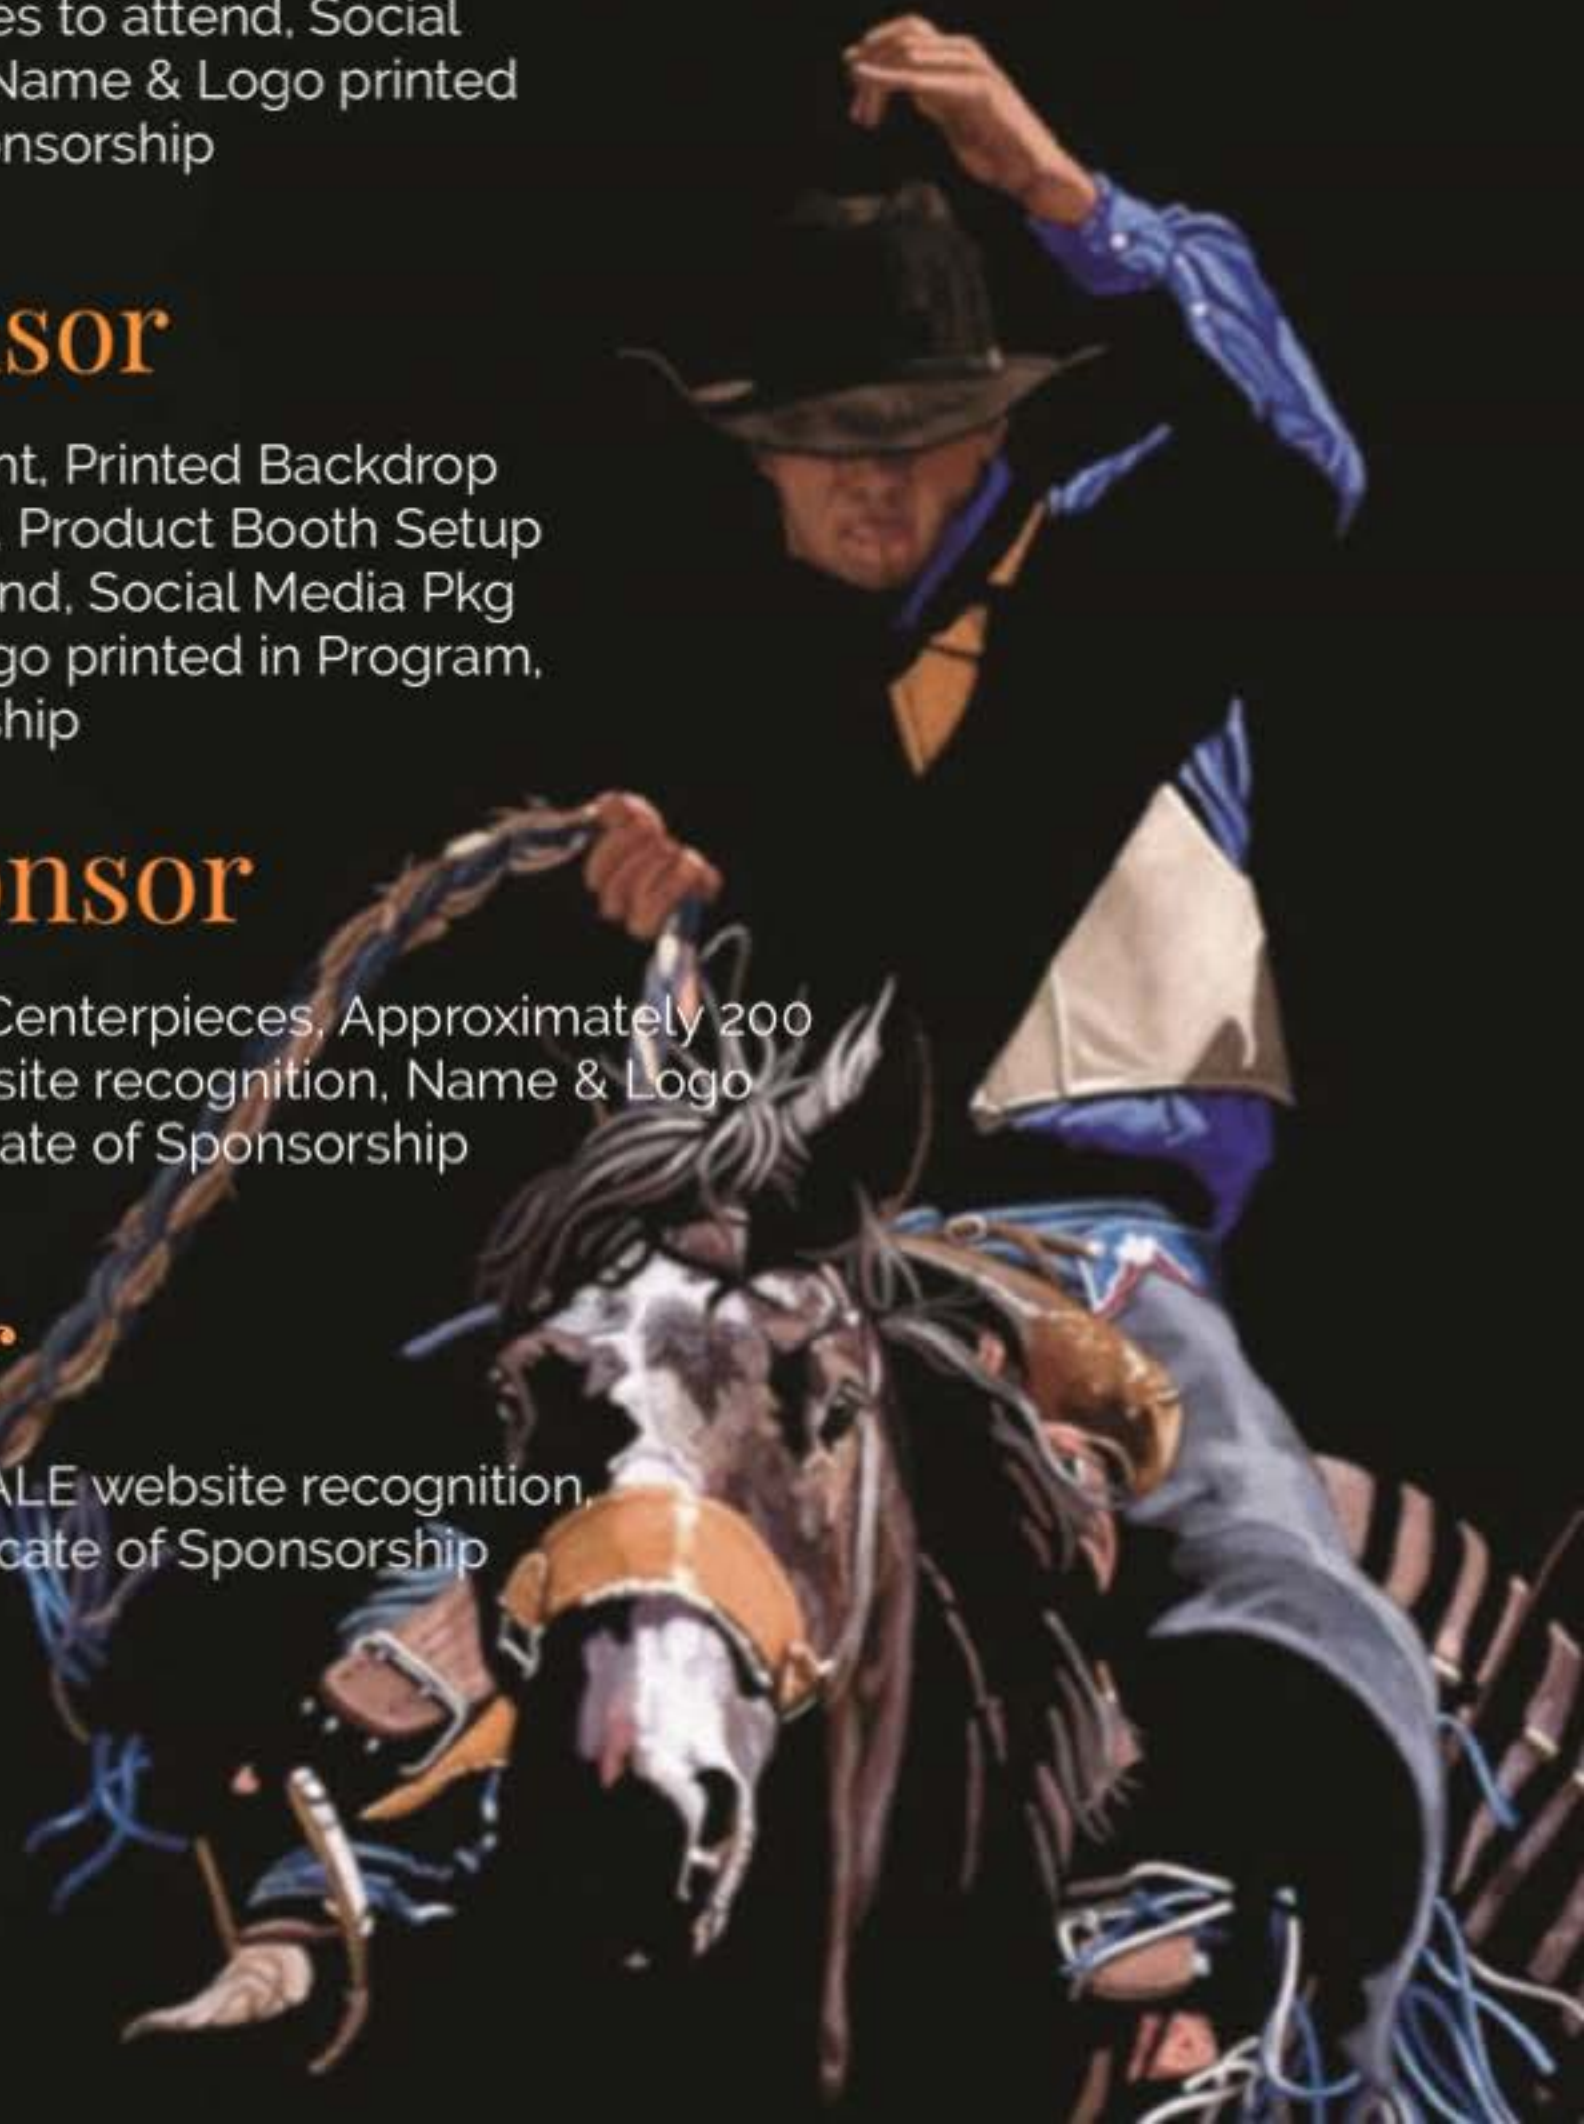 es to attend, Social
Name & Logo printed
nsorship
sor
nt, Printed Backdrop
, Product Booth Setup
nd, Social Media Pkg
go printed in Program,
hip
onsor
Centerpieces, Approximately 200
site recognition, Name & Logo
ate of Sponsorship
r
ALE website recognition,
cate of Sponsorship